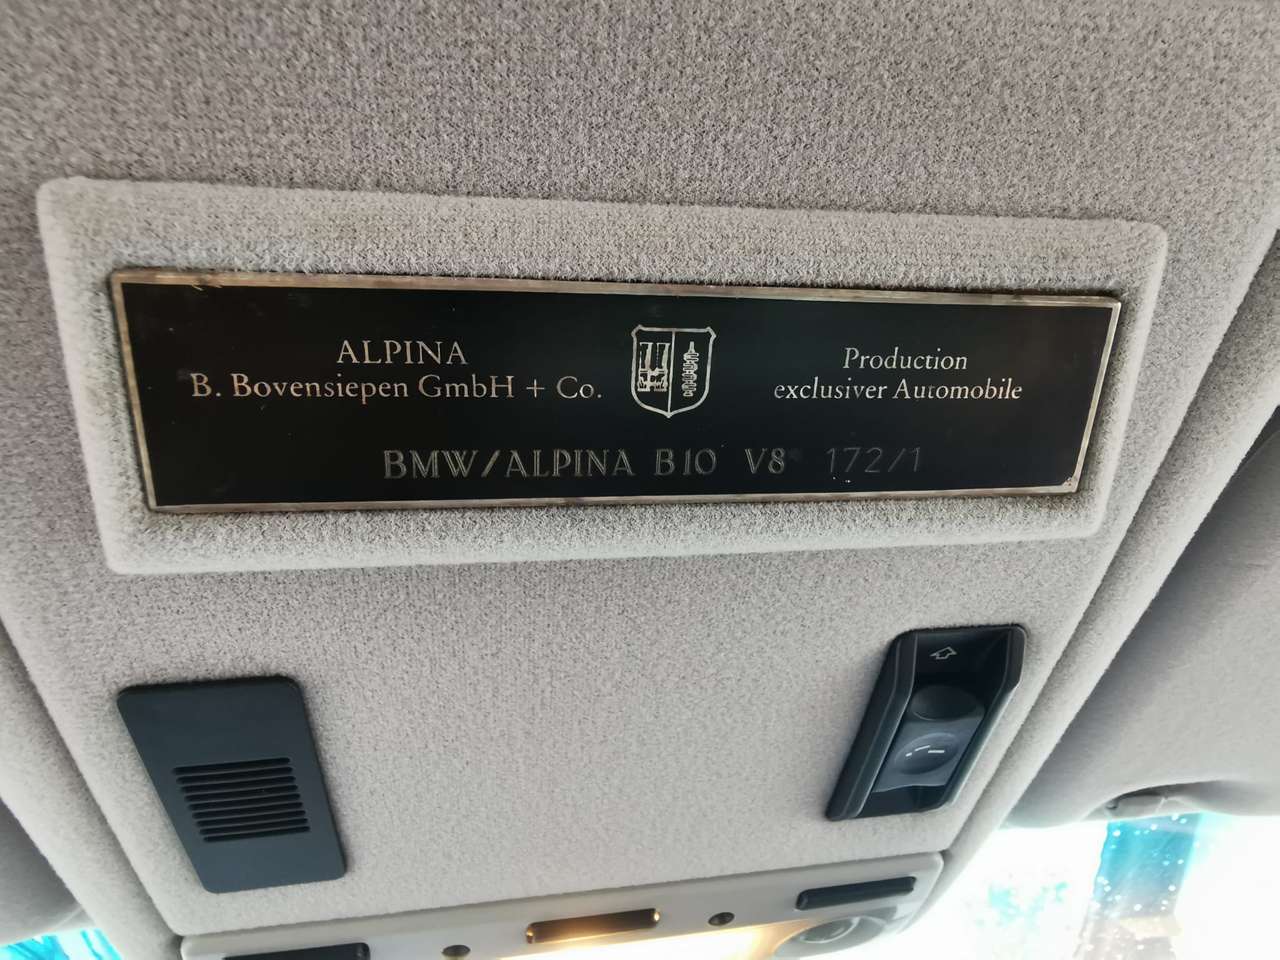 ALPINA
B. Bovensiepen GmbH + Co.
Production
exclusiver Automobile
BMW/ALPINA B10 V8 172/1